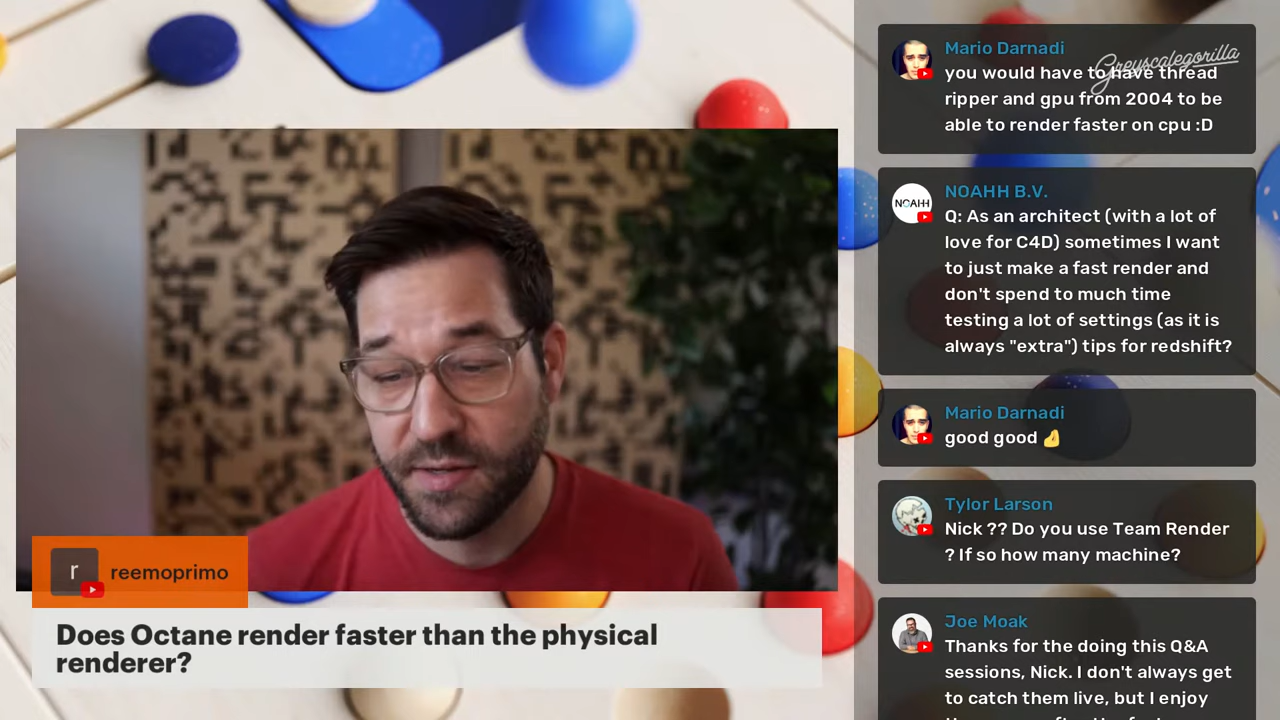 Mario Darnadi
Greyscalegorilla
you would have to have thread
ripper and gpu from 2004 to be
able to render faster on cpu :D
NOAHH
NOAHH B.V.
Q: As an architect (with a lot of
love for C4D) sometimes I want
to just make a fast render and
don't spend to much time
testing a lot of settings (as it is
always "extra") tips for redshift?
Mario Darnadi
good good 🤌
Tylor Larson
Nick ?? Do you use Team Render
? If so how many machine?
Joe Moak
Thanks for the doing this Q&A
sessions, Nick. I don't always get
to catch them live, but I enjoy
r
reemoprimo
Does Octane render faster than the physical
renderer?